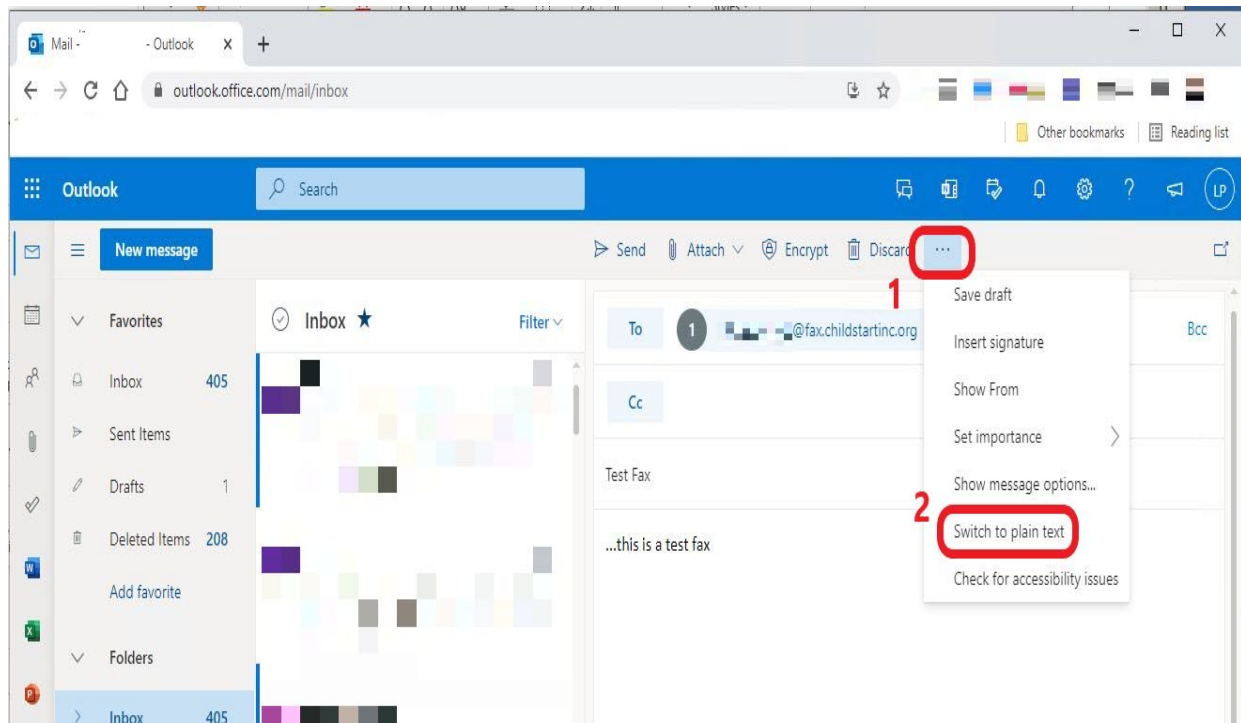 Mail - - Outlook
outlook.office.com/mail/inbox
Other bookmarks
Reading list
Outlook
Search
LP
New message
Send
Attach
Encrypt
Discard
...
1
Favorites
Inbox 405
Sent Items
Drafts 1
Deleted Items 208
Add favorite
Folders
Inbox 405
Inbox
Filter
To
1
@fax.childstartinc.org
Bcc
Cc
Test Fax
...this is a test fax
Save draft
Insert signature
Show From
Set importance
Show message options...
2
Switch to plain text
Check for accessibility issues